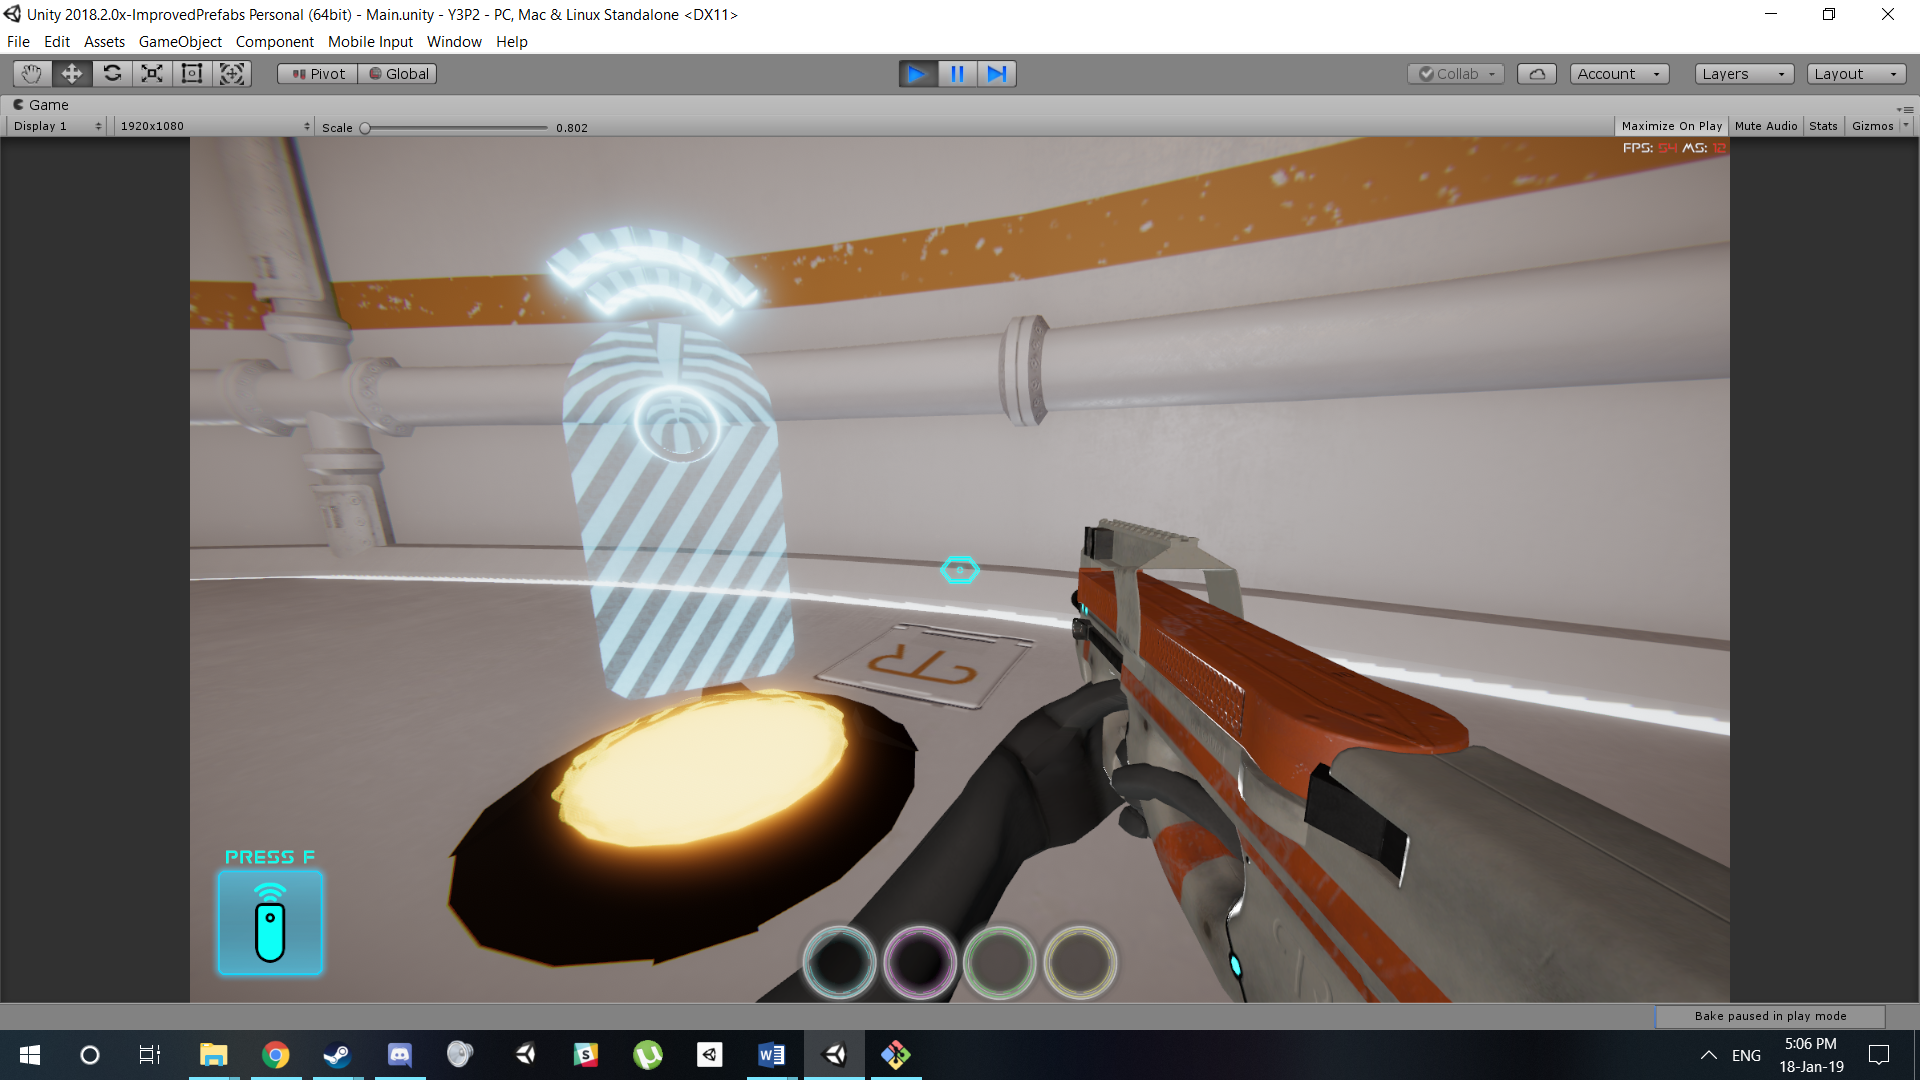 Unity 2018.2.0x-ImprovedPrefabs Personal (64bit) - Main.unity - Y3P2 - PC, Mac & Linux Standalone <DX11>
File Edit Assets GameObject Component Mobile Input Window Help
Pivot Global Collab Account Layers Layout
Game
Display 1 1920x1080 Scale 0.802 Maximize On Play Mute Audio Stats Gizmos
FPS: 54 MS: 12
PRESS F
Bake paused in play mode
5:06 PM
ENG
18-Jan-19